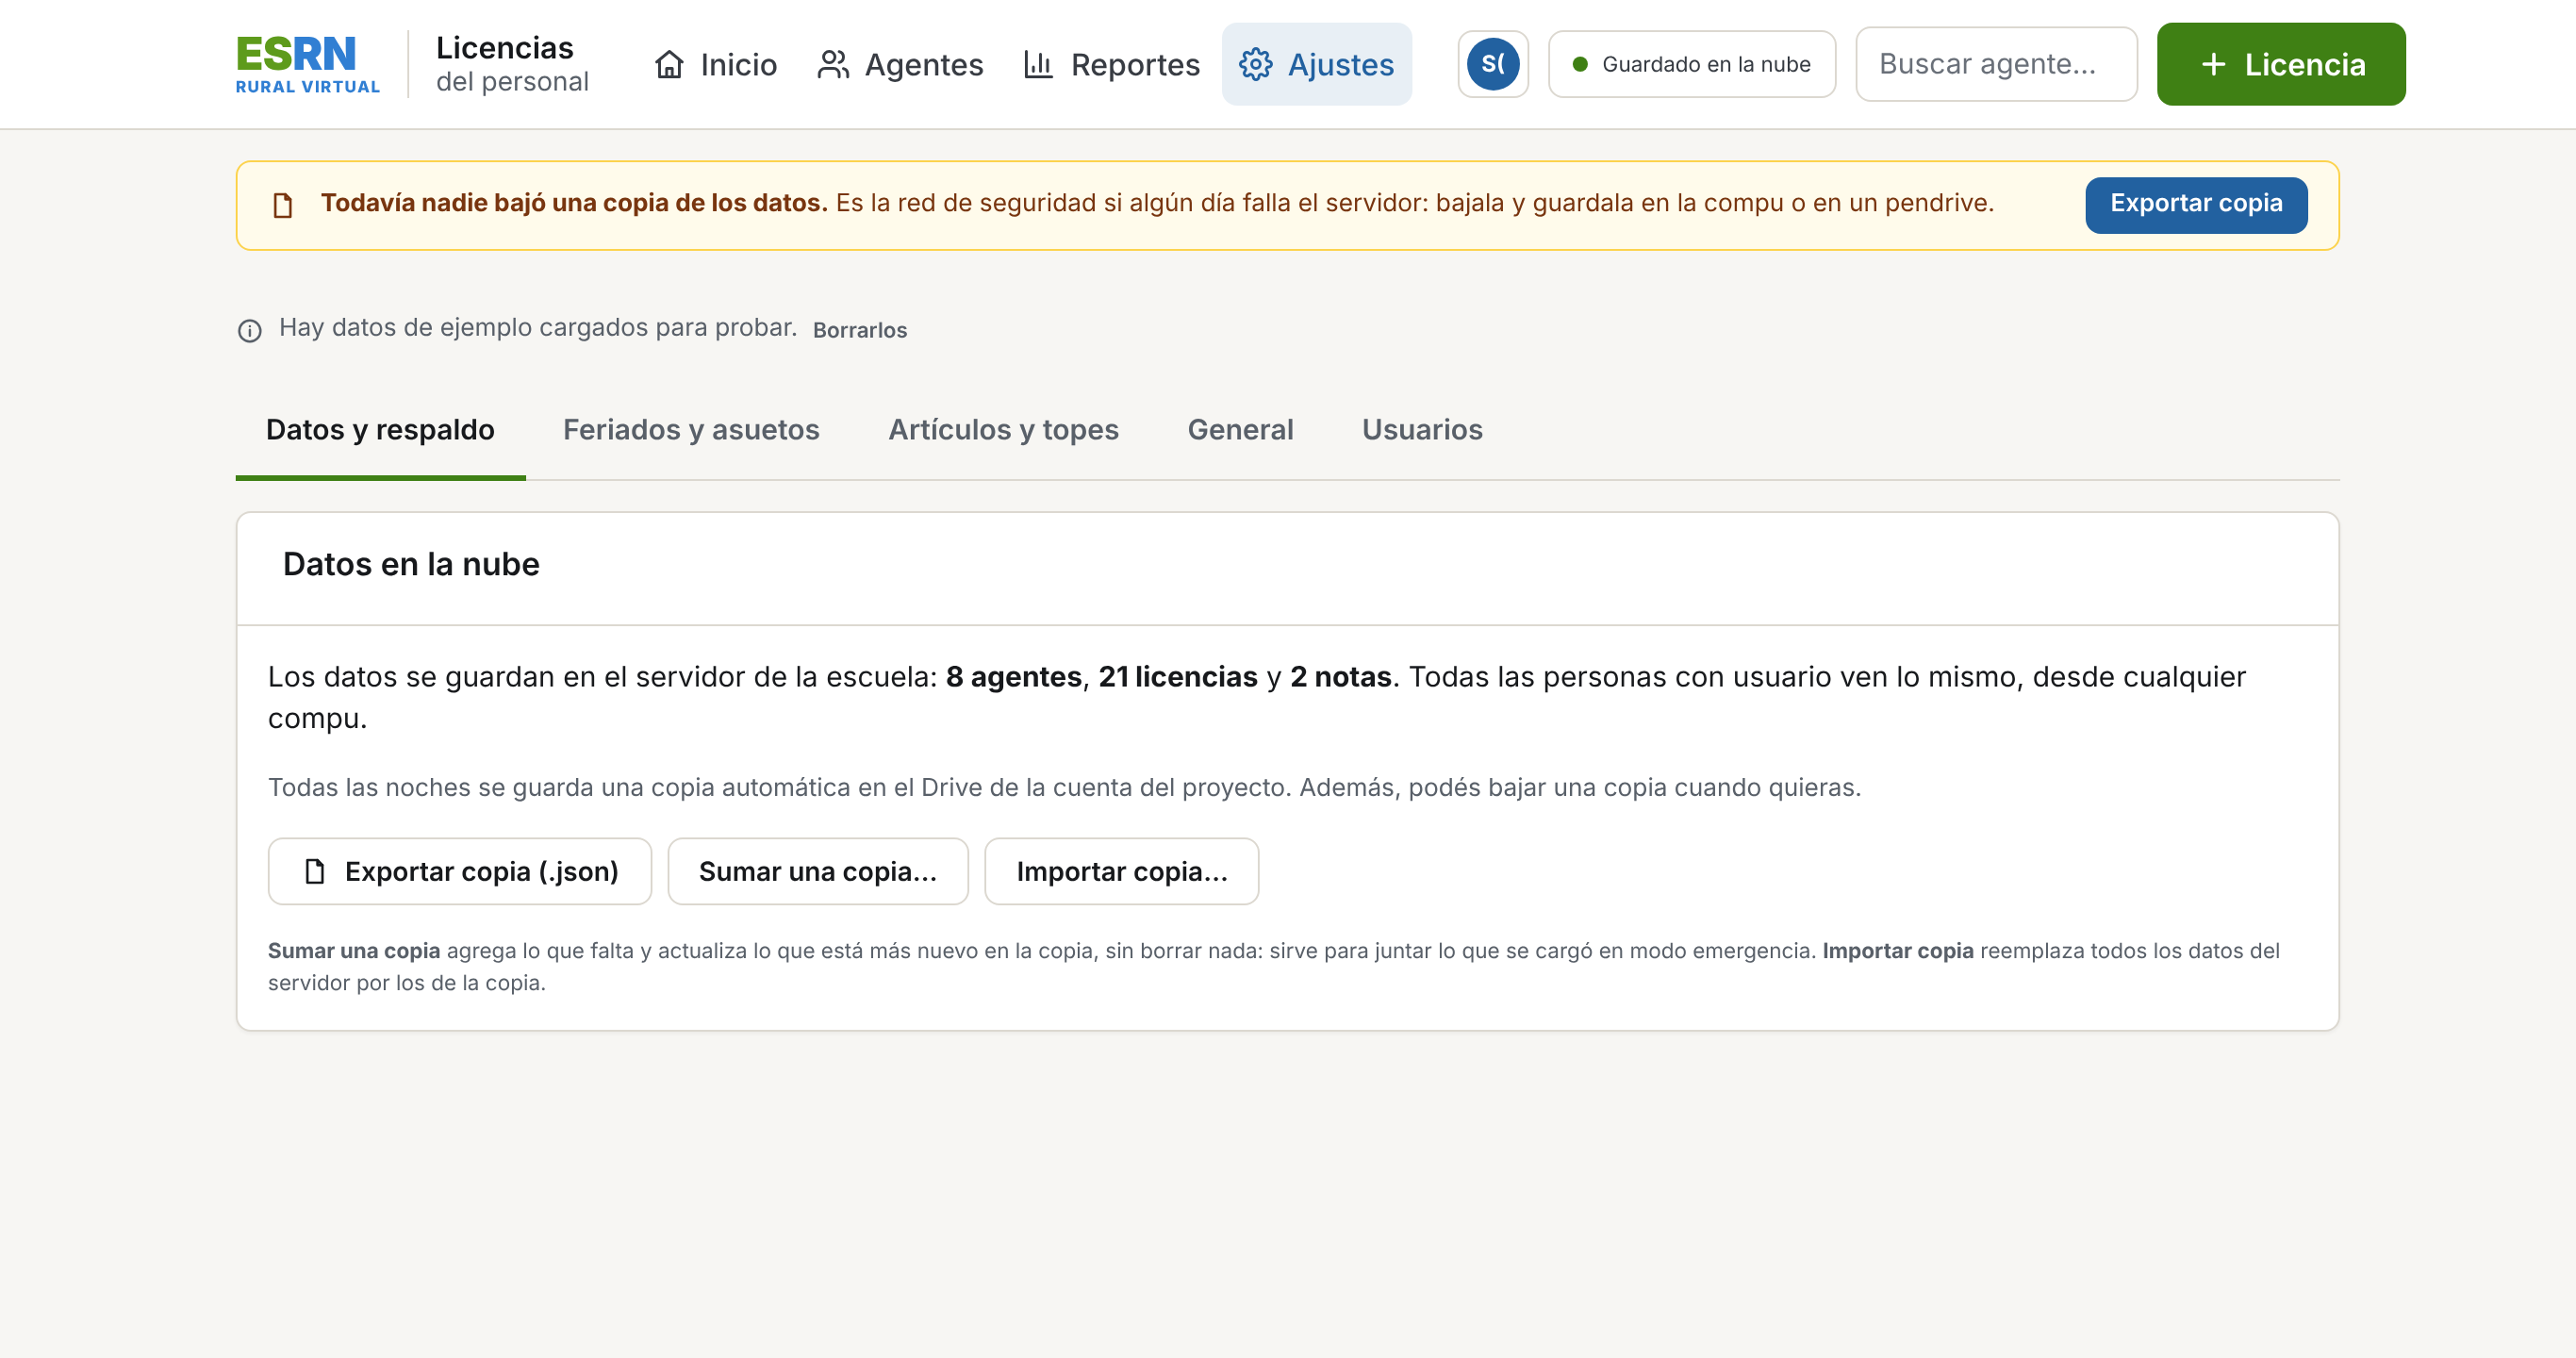 ESRN
RURAL VIRTUAL
Licencias
del personal
Inicio
Agentes
Reportes
Ajustes
S(
Guardado en la nube
Buscar agente...
+ Licencia
Todavía nadie bajó una copia de los datos. Es la red de seguridad si algún día falla el servidor: bajala y guardala en la compu o en un pendrive.
Exportar copia
Hay datos de ejemplo cargados para probar. Borrarlos
Datos y respaldo
Feriados y asuetos
Artículos y topes
General
Usuarios
Datos en la nube
Los datos se guardan en el servidor de la escuela: 8 agentes, 21 licencias y 2 notas. Todas las personas con usuario ven lo mismo, desde cualquier
compu.
Todas las noches se guarda una copia automática en el Drive de la cuenta del proyecto. Además, podés bajar una copia cuando quieras.
Exportar copia (.json)
Sumar una copia...
Importar copia...
Sumar una copia agrega lo que falta y actualiza lo que está más nuevo en la copia, sin borrar nada: sirve para juntar lo que se cargó en modo emergencia. Importar copia reemplaza todos los datos del
servidor por los de la copia.